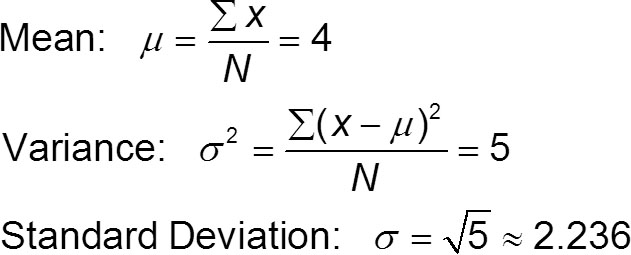 Mean: μ = Σx / N = 4
Variance: σ² = Σ(x − μ)² / N = 5
Standard Deviation: σ = √5 ≈ 2.236